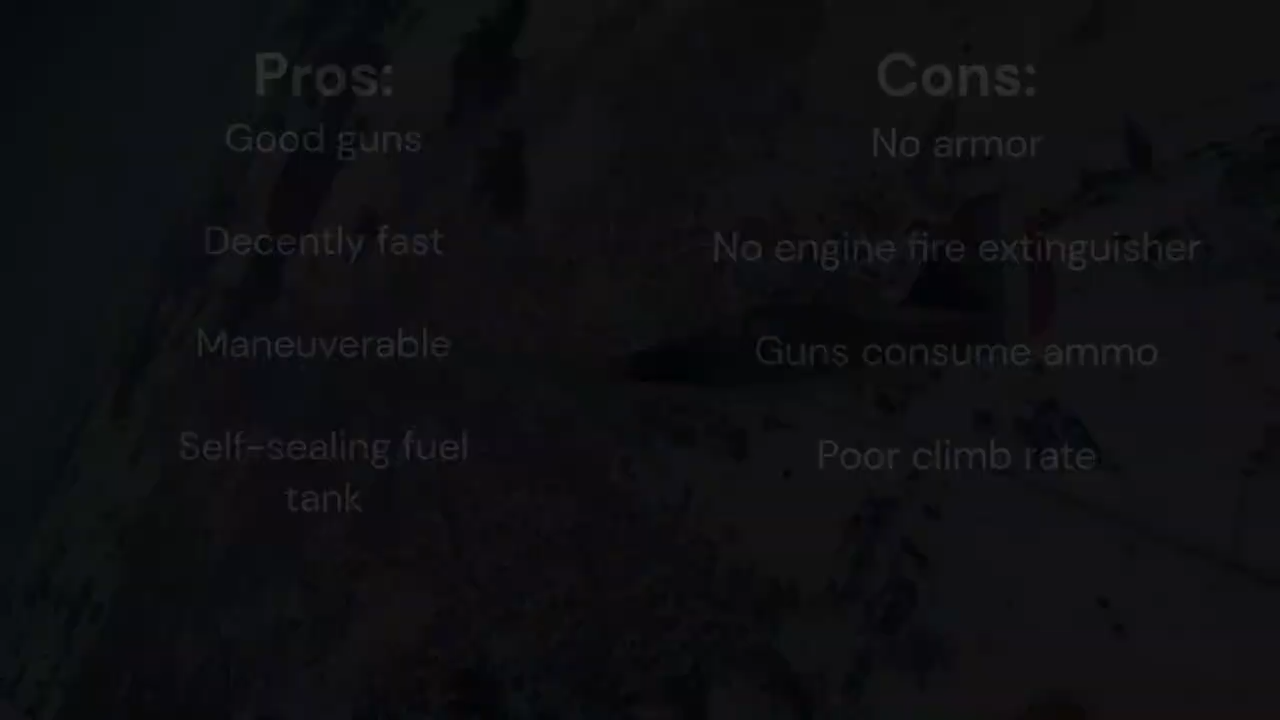 Pros:
Good guns
Decently fast
Maneuverable
Self-sealing fuel
tank
Cons:
No armor
No engine fire extinguisher
Guns consume ammo
Poor climb rate